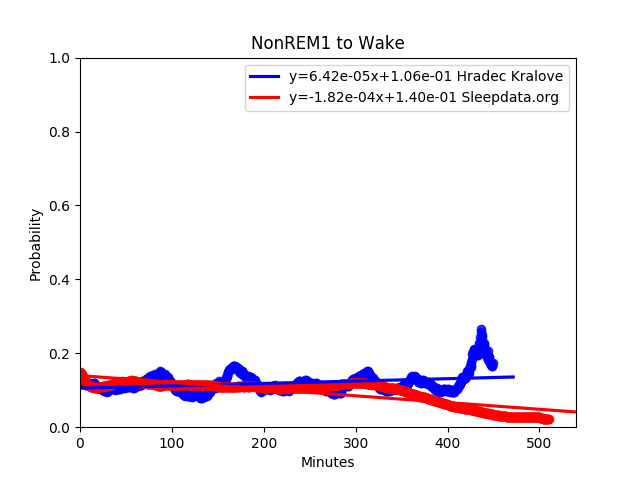 NonREM1 to Wake
y=6.42e-05x+1.06e-01 Hradec Kralove
y=-1.82e-04x+1.40e-01 Sleepdata.org
Probability
1.0
0.8
0.6
0.4
0.2
0.0
0 100 200 300 400 500
Minutes